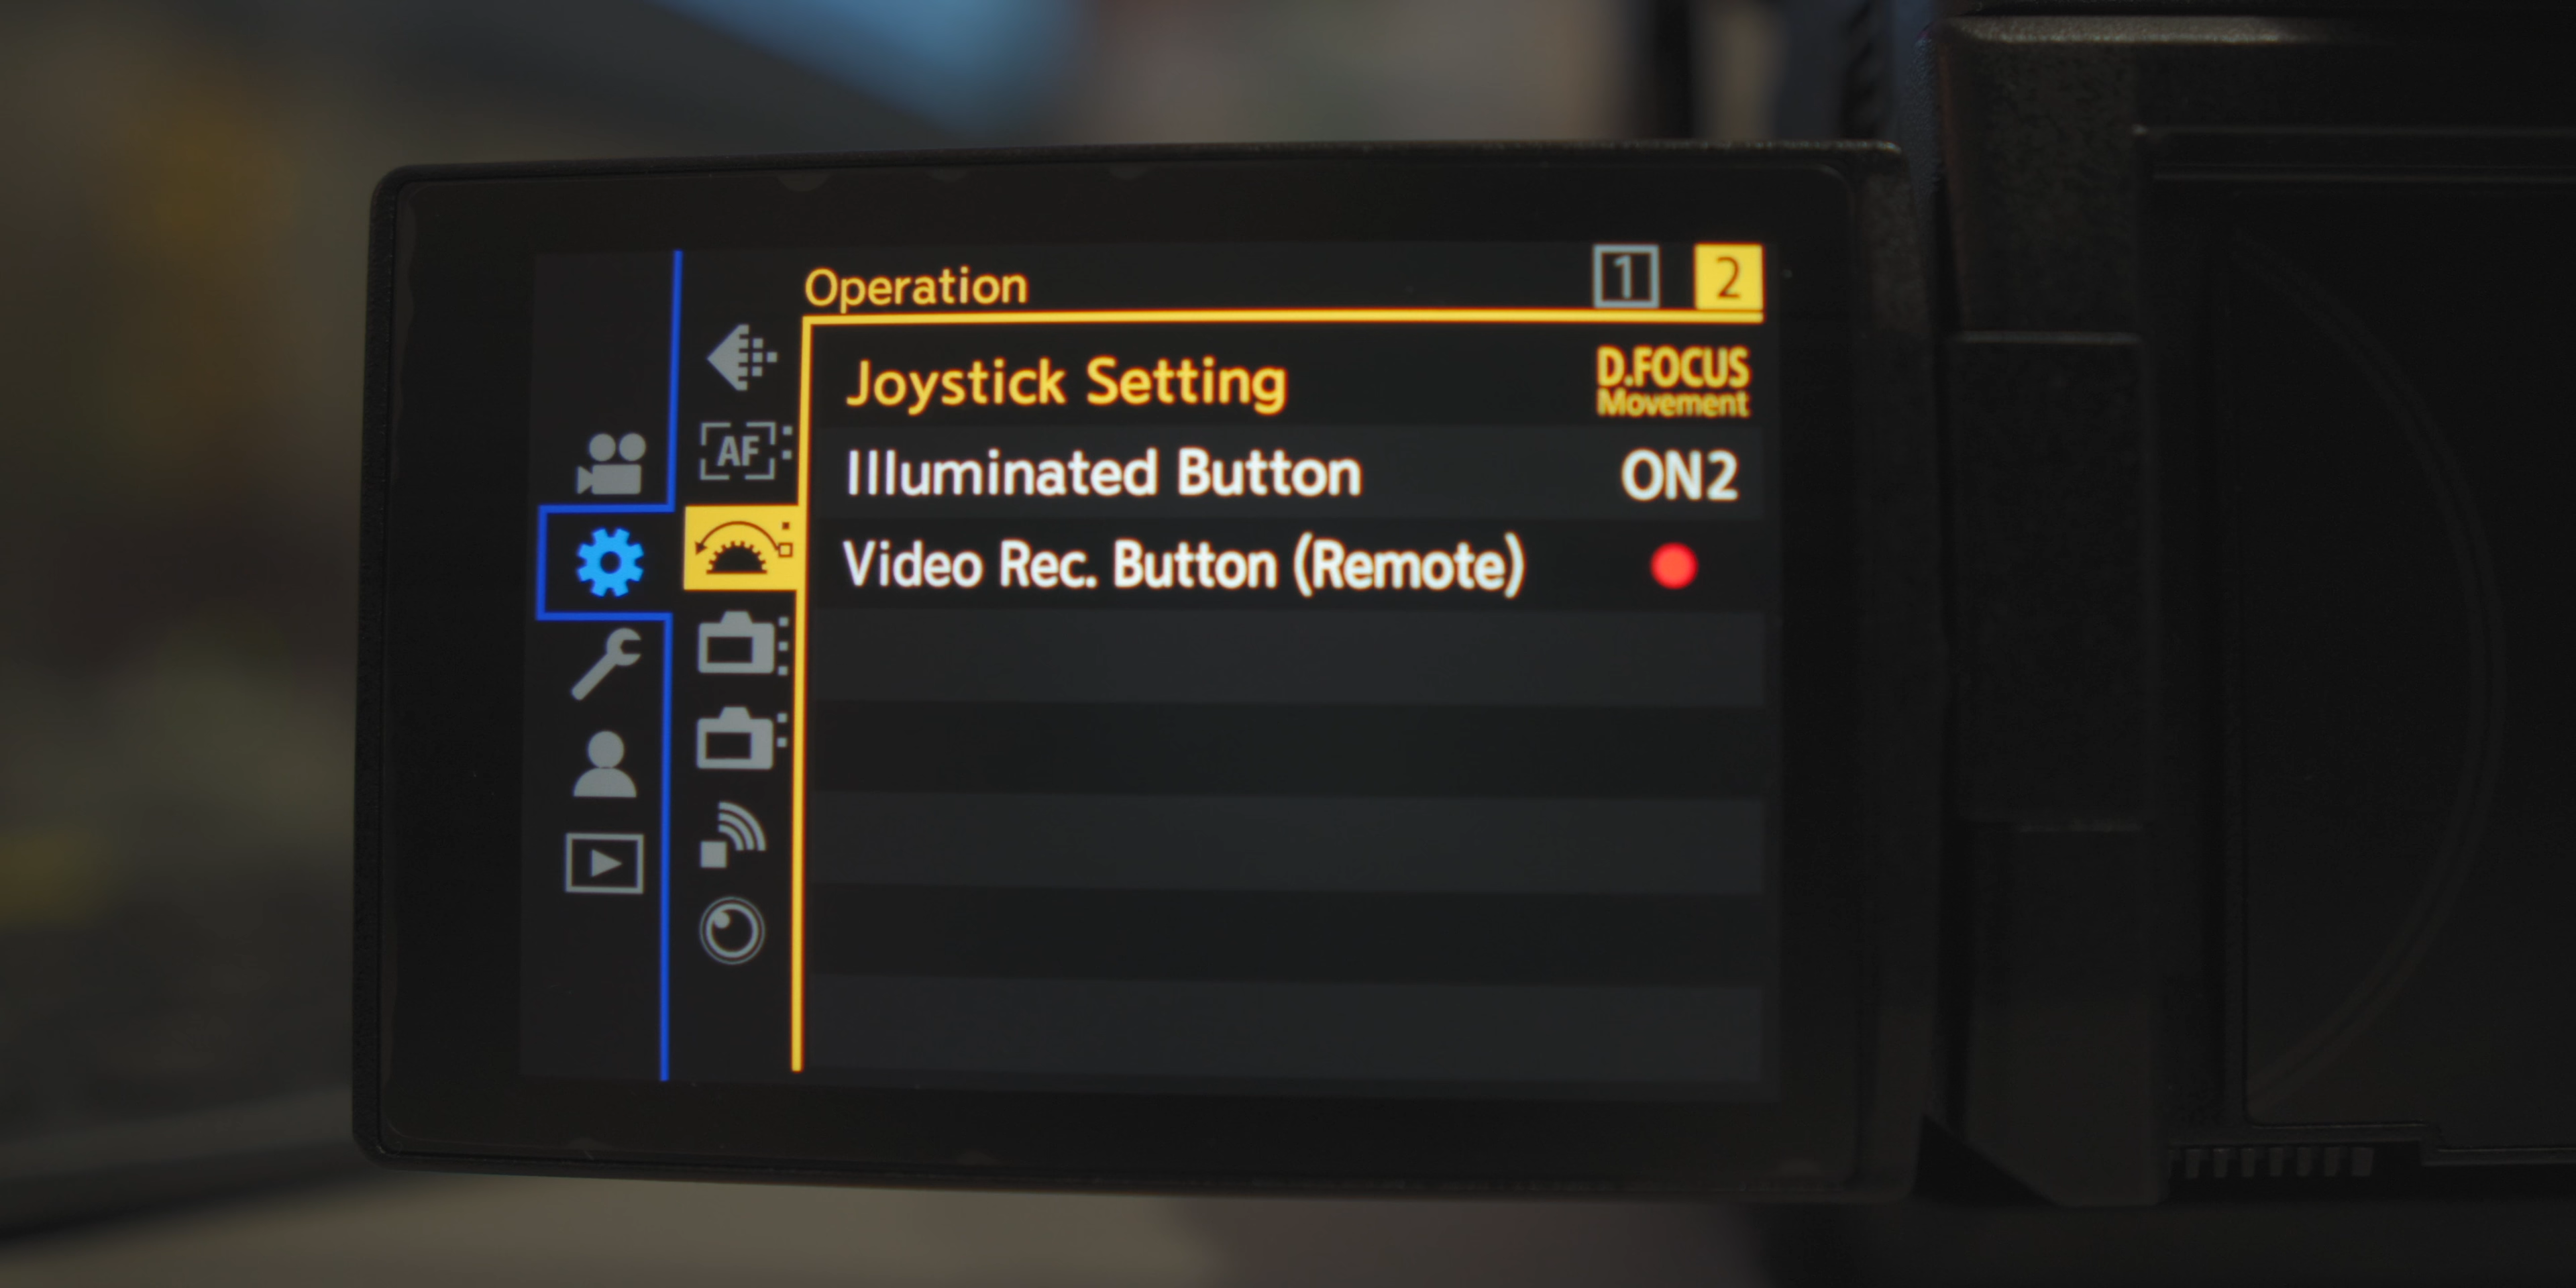 Operation
1 2
Joystick Setting
D.FOCUS
Movement
Illuminated Button ON2
Video Rec. Button (Remote)
AF